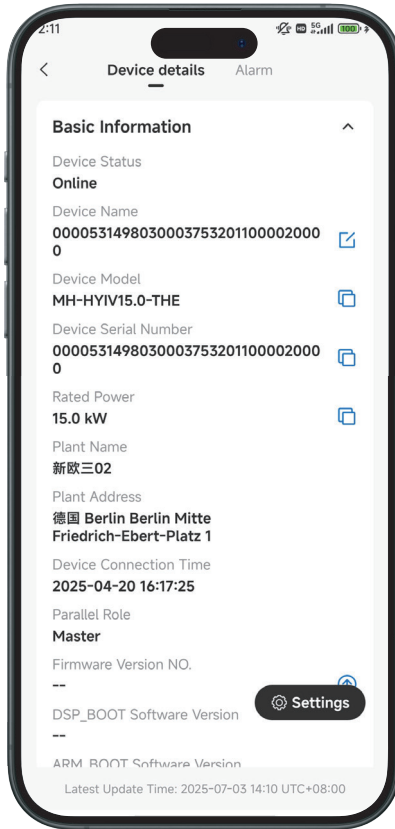 2:11
5G
100
Device details Alarm
Basic Information
Device Status
Online
Device Name
00005314980300037532011000020000
0
Device Model
MH-HYIV15.0-THE
Device Serial Number
00005314980300037532011000020000
0
Rated Power
15.0 kW
Plant Name
新欧三02
Plant Address
德国 Berlin Berlin Mitte
Friedrich-Ebert-Platz 1
Device Connection Time
2025-04-20 16:17:25
Parallel Role
Master
Firmware Version NO.
--
Settings
DSP_BOOT Software Version
--
ARM_BOOT Software Version
Latest Update Time: 2025-07-03 14:10 UTC+08:00